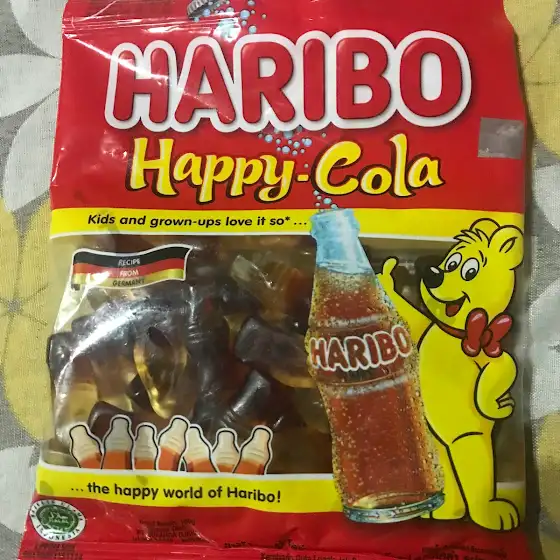 HARIBO
Happy-Cola
Kids and grown-ups love it so* ...
RECIPE
FROM
GERMANY
HARIBO
... the happy world of Haribo!
INDONESIA